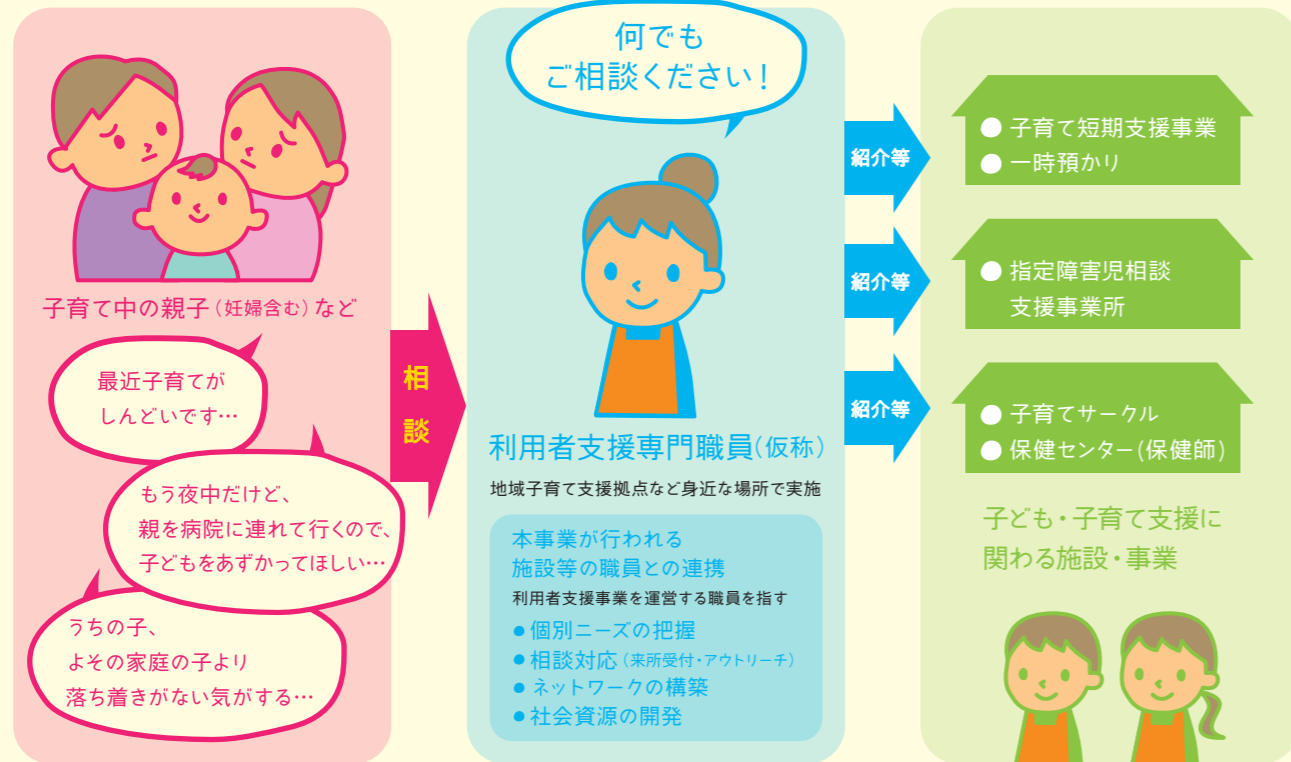 子育て中の親子(妊婦含む)など
最近子育てが
しんどいです…
もう夜中だけど、
親を病院に連れて行くので、
子どもをあずかってほしい…
うちの子、
よその家庭の子より
落ち着きがない気がする…
相
談
何でも
ご相談ください！
利用者支援専門職員(仮称)
地域子育て支援拠点など身近な場所で実施
本事業が行われる
施設等の職員との連携
利用者支援事業を運営する職員を指す
●個別ニーズの把握
●相談対応(来所受付・アウトリーチ)
●ネットワークの構築
●社会資源の開発
紹介等
紹介等
紹介等
●子育て短期支援事業
●一時預かり
●指定障害児相談
支援事業所
●子育てサークル
●保健センター(保健師)
子ども・子育て支援に
関わる施設・事業